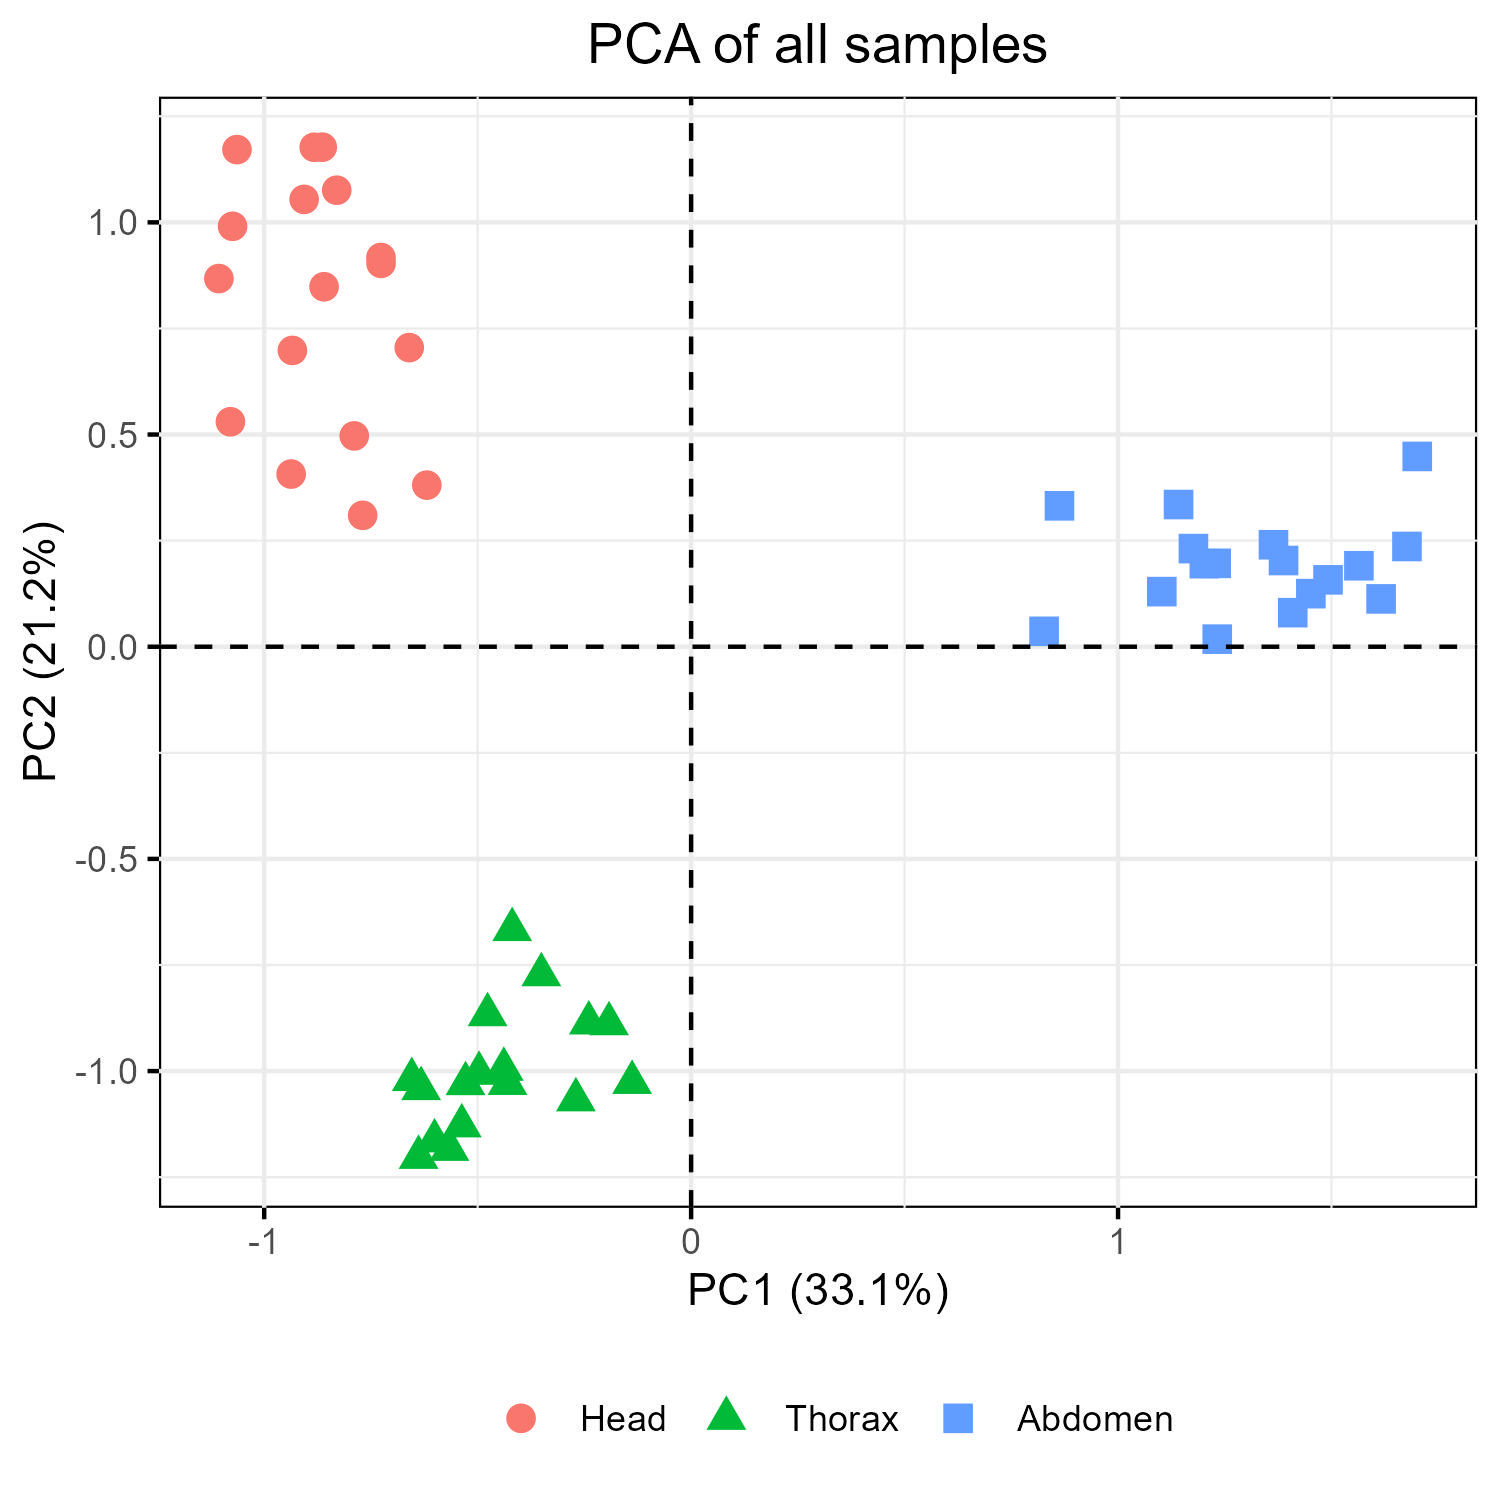 PCA of all samples
1.0
0.5
0.0
-0.5
-1.0
PC2 (21.2%)
-1 0 1
PC1 (33.1%)
Head Thorax Abdomen